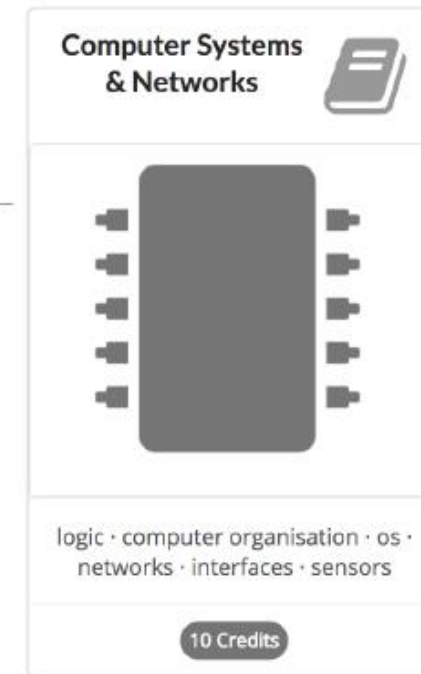 Computer Systems
& Networks
logic · computer organisation · os ·
networks · interfaces · sensors
10 Credits